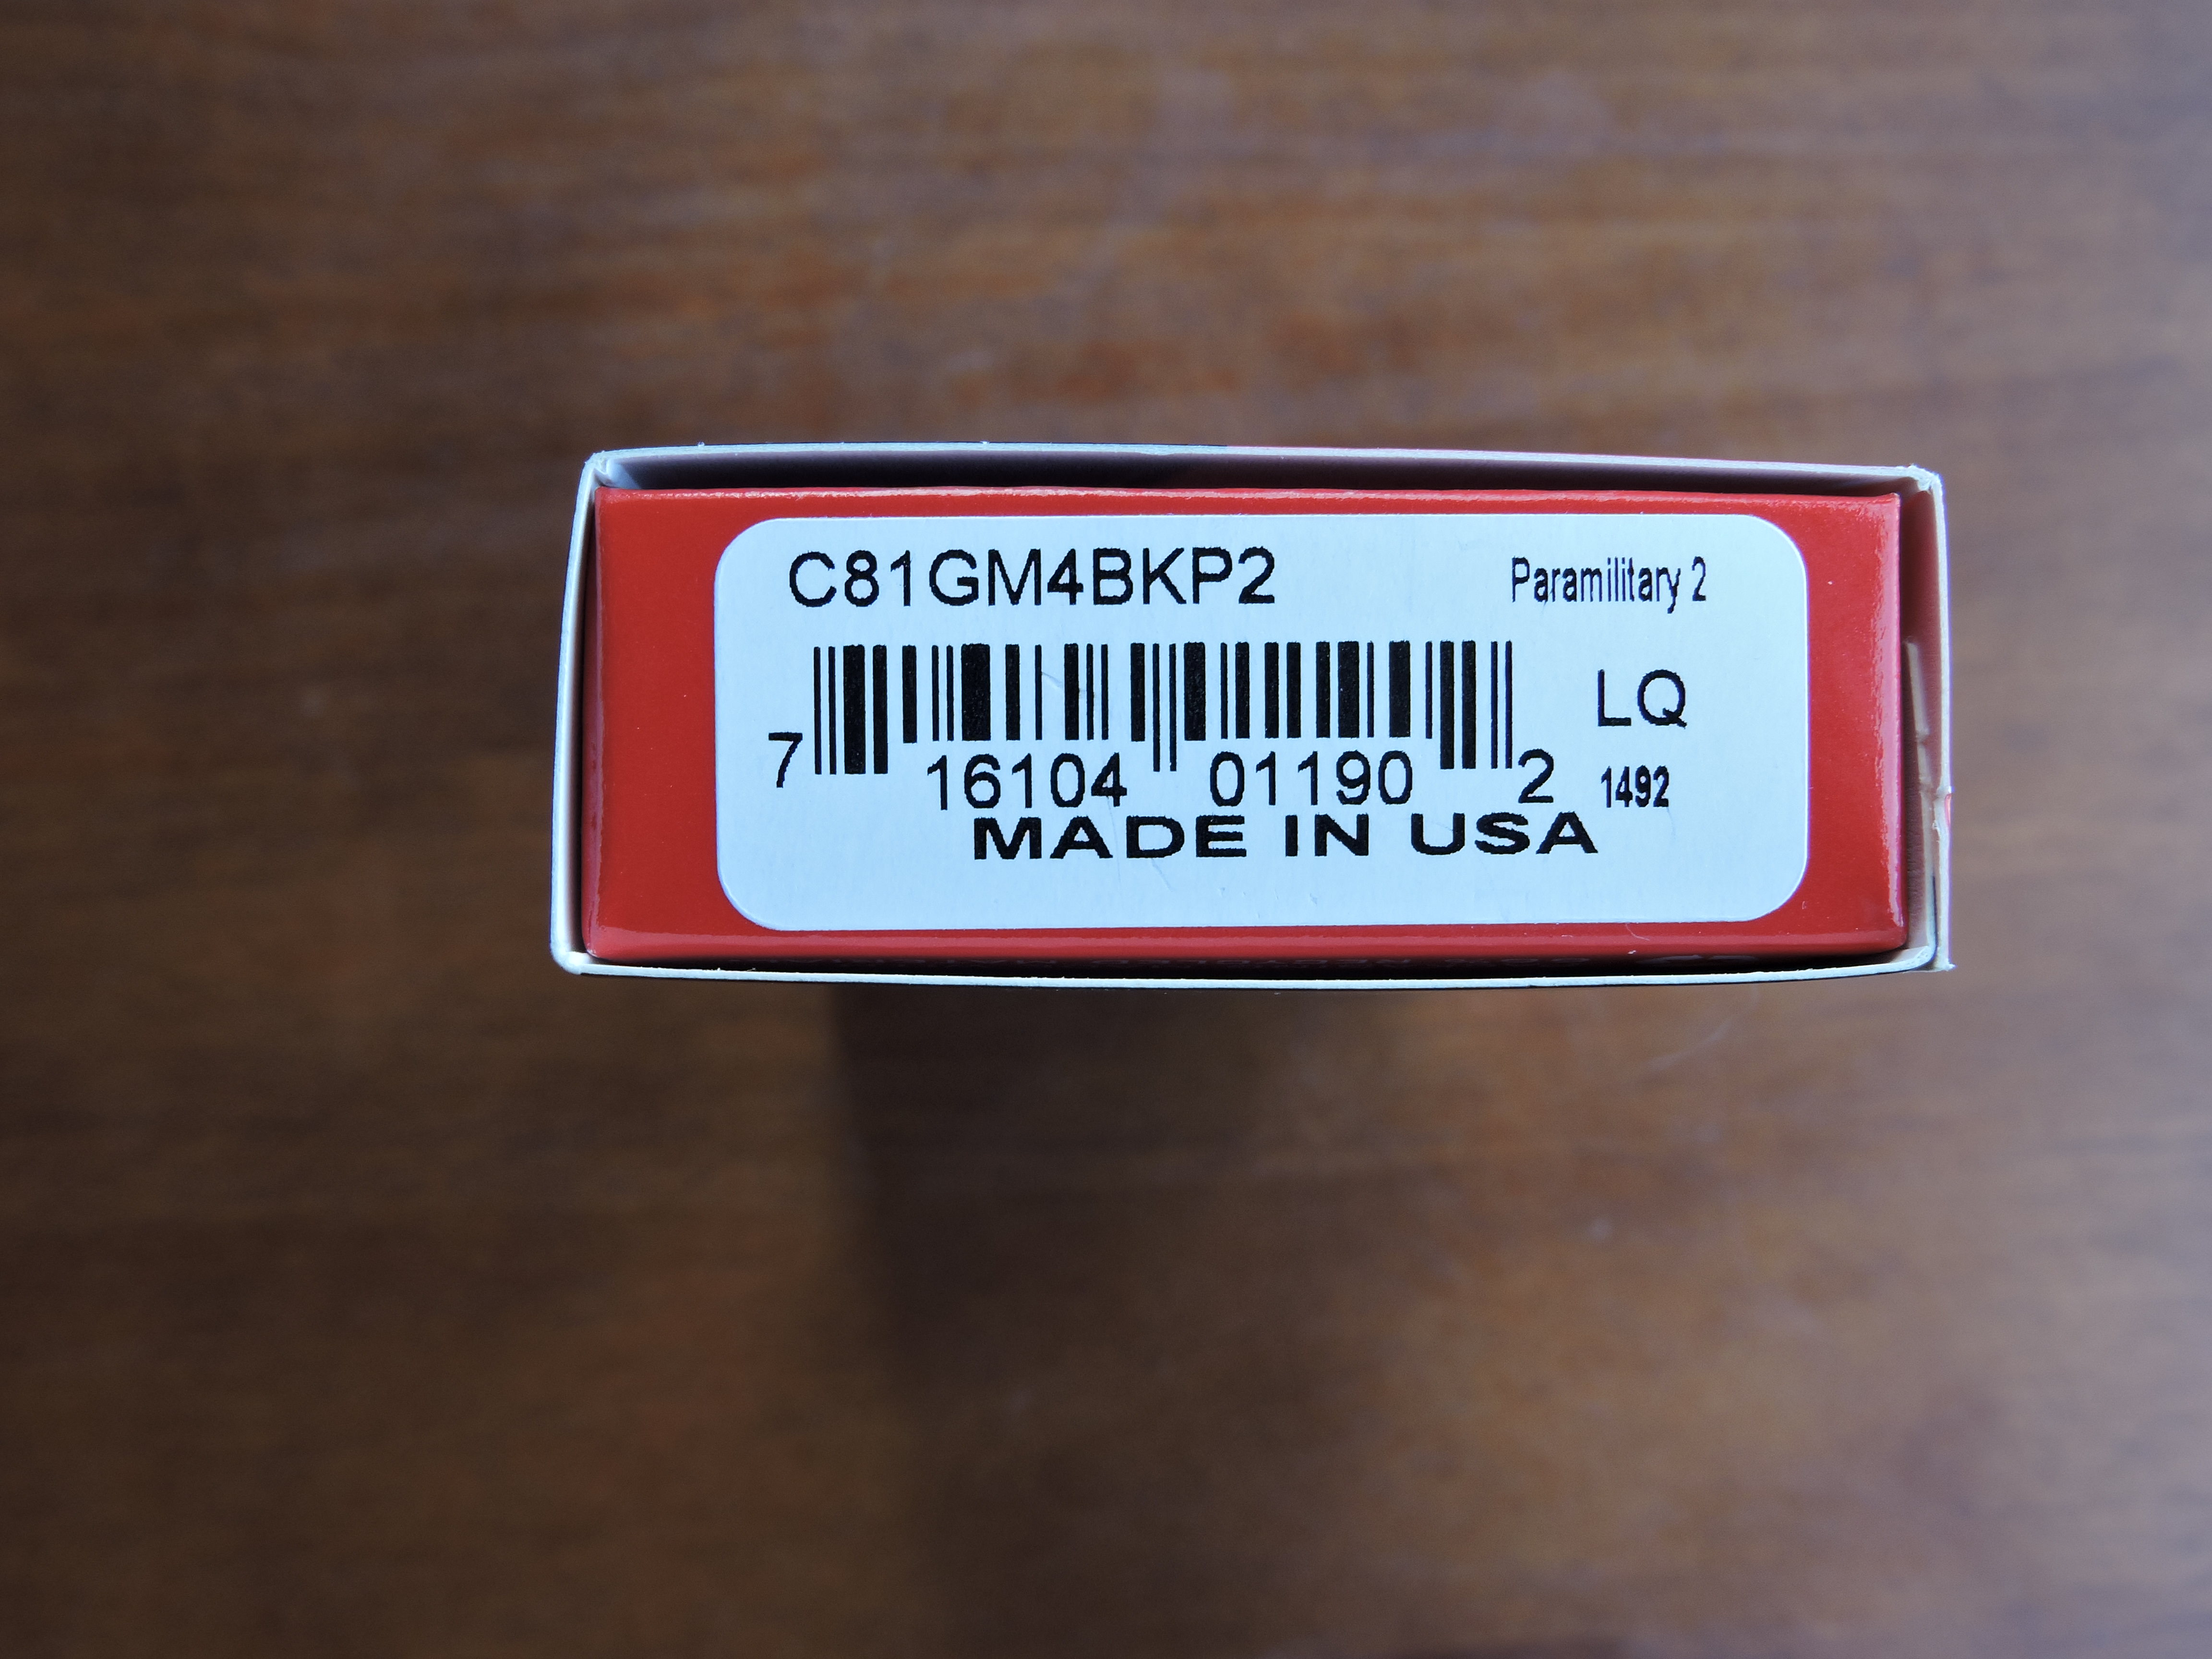 C81GM4BKP2
Paramilitary 2
LQ
7 16104 01190 2
1492
MADE IN USA